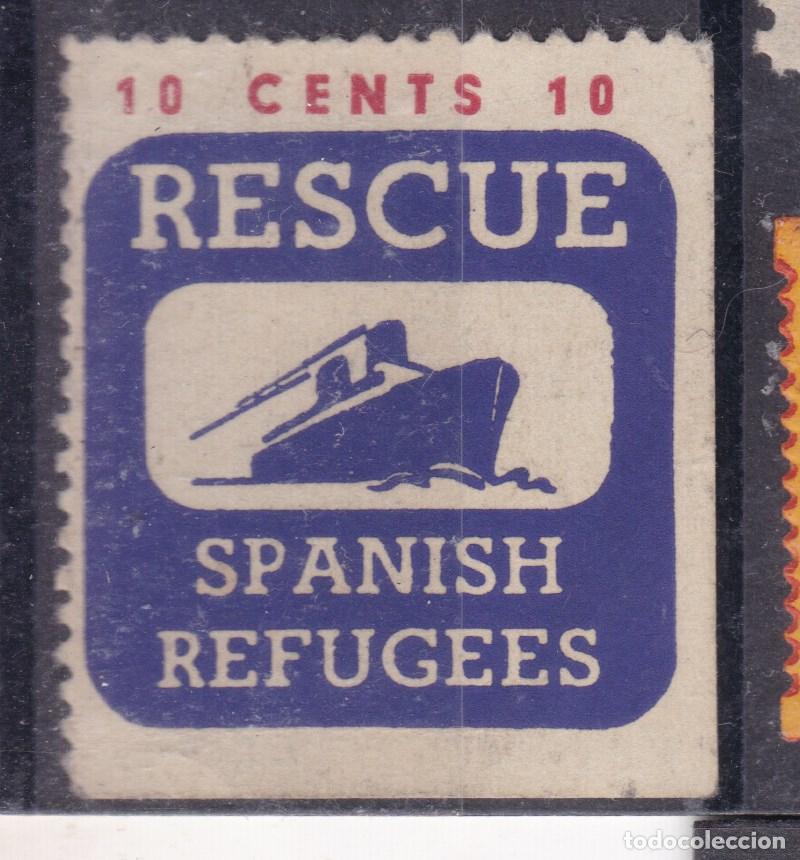 10 CENTS 10
RESCUE
SPANISH
REFUGEES
todocoleccion